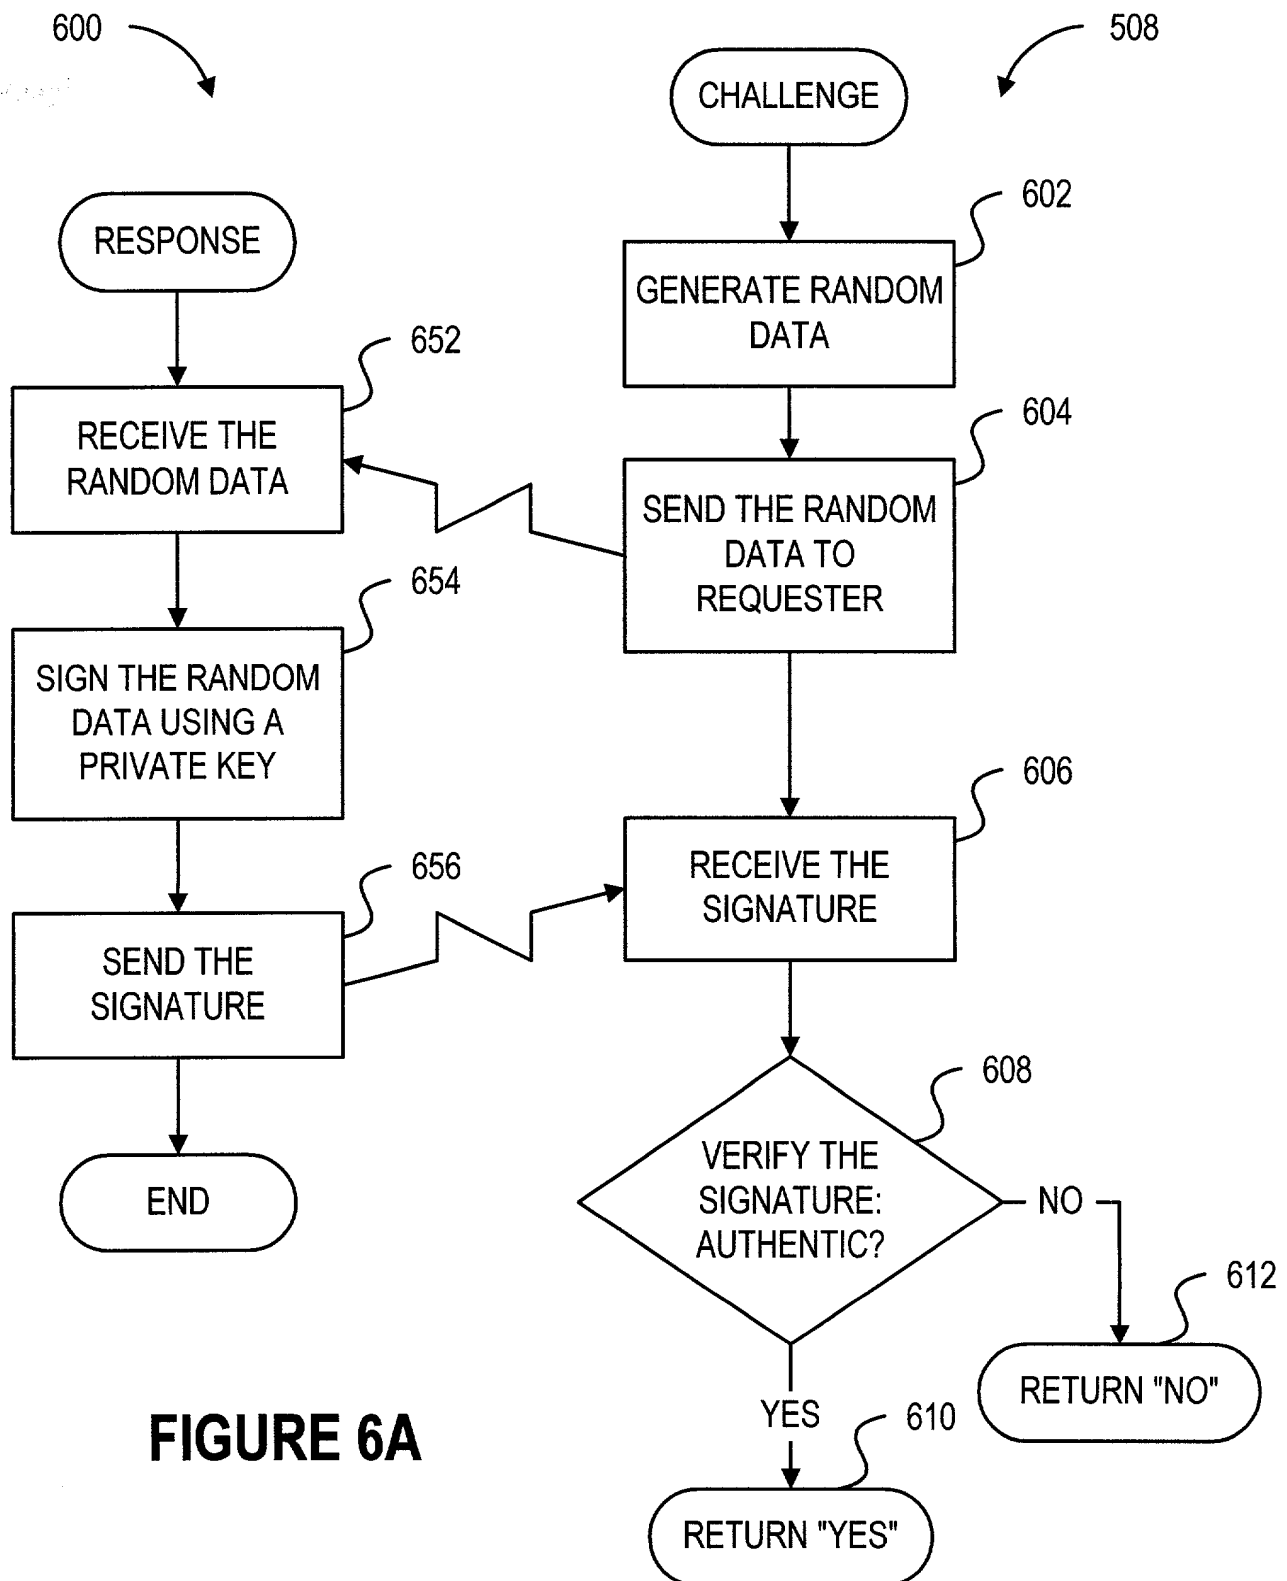 600
508
CHALLENGE
602
RESPONSE
GENERATE RANDOM
DATA
652
604
RECEIVE THE
RANDOM DATA
SEND THE RANDOM
DATA TO
REQUESTER
654
SIGN THE RANDOM
DATA USING A
PRIVATE KEY
606
RECEIVE THE
SIGNATURE
656
SEND THE
SIGNATURE
608
VERIFY THE
SIGNATURE:
AUTHENTIC?
END
NO
612
RETURN "NO"
YES
610
FIGURE 6A
RETURN "YES"